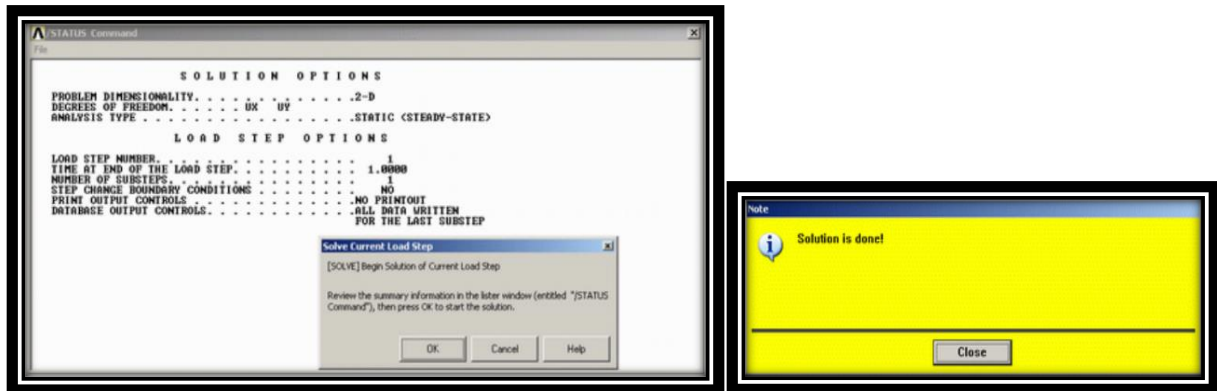 /STATUS Command
File
SOLUTION OPTIONS
PROBLEM DIMENSIONALITY. . . . . . . . . . . . .2-D
DEGREES OF FREEDOM. . . . . . UX UY
ANALYSIS TYPE . . . . . . . . . . . . . . . . .STATIC (STEADY-STATE)
LOAD STEP OPTIONS
LOAD STEP NUMBER. . . . . . . . . . . . . . . . 1
TIME AT END OF THE LOAD STEP. . . . . . . . . . 1.0000
NUMBER OF SUBSTEPS. . . . . . . . . . . . . . . 1
STEP CHANGE BOUNDARY CONDITIONS . . . . . . . . NO
PRINT OUTPUT CONTROLS . . . . . . . . . . . . .NO PRINTOUT
DATABASE OUTPUT CONTROLS. . . . . . . . . . . .ALL DATA WRITTEN
FOR THE LAST SUBSTEP
Solve Current Load Step
[SOLVE] Begin Solution of Current Load Step
Review the summary information in the lister window (entitled "/STATUS
Command"), then press OK to start the solution.
OK Cancel Help
Note
Solution is done!
Close